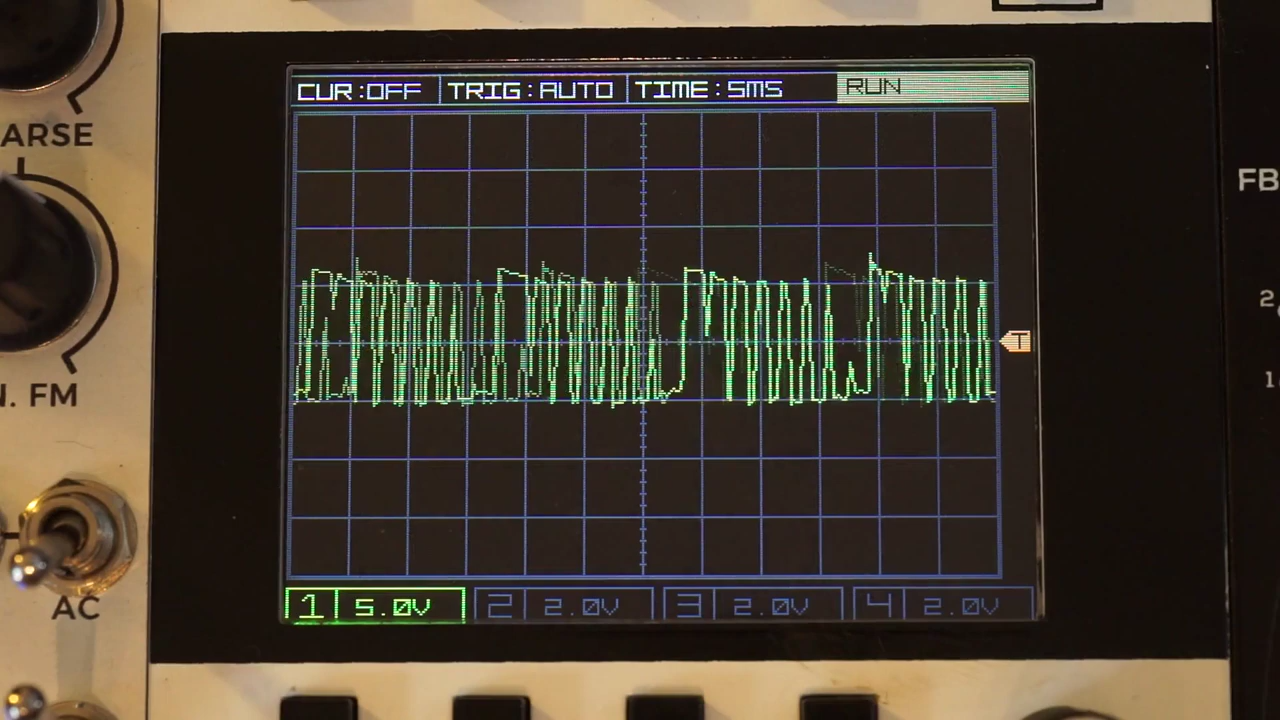 CUR:OFF TRIG:AUTO TIME:5MS RUN
ARSE
FB
T
N. FM
1 5.0V 2 2.0V 3 2.0V 4 2.0V
AC